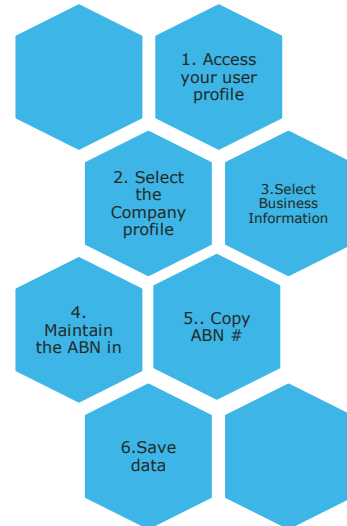 1. Access
your user
profile
2. Select
the
Company
profile
3.Select
Business
Information
4.
Maintain
the ABN in
5.. Copy
ABN #
6.Save
data